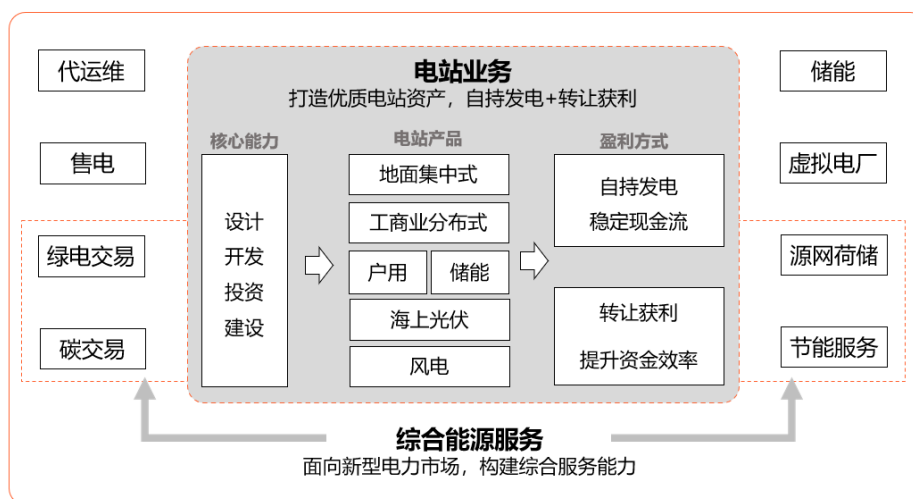 代运维
售电
绿电交易
碳交易
电站业务
打造优质电站资产，自持发电+转让获利
核心能力
设计
开发
投资
建设
电站产品
地面集中式
工商业分布式
户用
储能
海上光伏
风电
盈利方式
自持发电
稳定现金流
转让获利
提升资金效率
储能
虚拟电厂
源网荷储
节能服务
综合能源服务
面向新型电力市场，构建综合服务能力